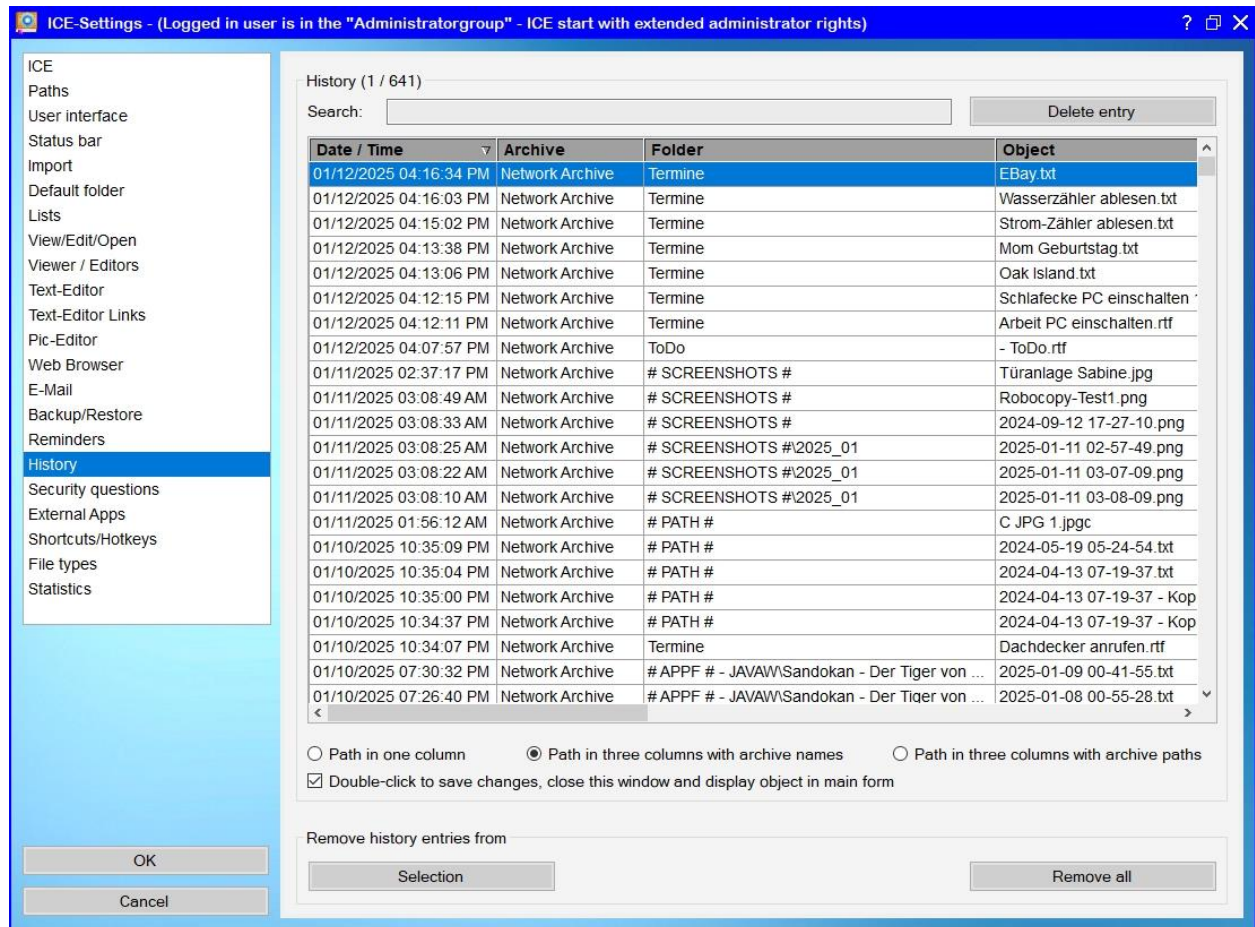 ICE-Settings - (Logged in user is in the "Administratorgroup" - ICE start with extended administrator rights)
ICE
Paths
User interface
Status bar
Import
Default folder
Lists
View/Edit/Open
Viewer / Editors
Text-Editor
Text-Editor Links
Pic-Editor
Web Browser
E-Mail
Backup/Restore
Reminders
History
Security questions
External Apps
Shortcuts/Hotkeys
File types
Statistics
OK
Cancel
History (1 / 641)
Search: Delete entry
Date / Time Archive Folder Object
01/12/2025 04:16:34 PM Network Archive Termine EBay.txt
01/12/2025 04:16:03 PM Network Archive Termine Wasserzähler ablesen.txt
01/12/2025 04:15:02 PM Network Archive Termine Strom-Zähler ablesen.txt
01/12/2025 04:13:38 PM Network Archive Termine Mom Geburtstag.txt
01/12/2025 04:13:06 PM Network Archive Termine Oak Island.txt
01/12/2025 04:12:15 PM Network Archive Termine Schlafecke PC einschalten
01/12/2025 04:12:11 PM Network Archive Termine Arbeit PC einschalten.rtf
01/12/2025 04:07:57 PM Network Archive ToDo - ToDo.rtf
01/11/2025 02:37:17 PM Network Archive # SCREENSHOTS # Türanlage Sabine.jpg
01/11/2025 03:08:49 AM Network Archive # SCREENSHOTS # Robocopy-Test1.png
01/11/2025 03:08:33 AM Network Archive # SCREENSHOTS # 2024-09-12 17-27-10.png
01/11/2025 03:08:25 AM Network Archive # SCREENSHOTS #\2025_01 2025-01-11 02-57-49.png
01/11/2025 03:08:22 AM Network Archive # SCREENSHOTS #\2025_01 2025-01-11 03-07-09.png
01/11/2025 03:08:10 AM Network Archive # SCREENSHOTS #\2025_01 2025-01-11 03-08-09.png
01/11/2025 01:56:12 AM Network Archive # PATH # C JPG 1.jpgc
01/10/2025 10:35:09 PM Network Archive # PATH # 2024-05-19 05-24-54.txt
01/10/2025 10:35:04 PM Network Archive # PATH # 2024-04-13 07-19-37.txt
01/10/2025 10:35:00 PM Network Archive # PATH # 2024-04-13 07-19-37 - Kop
01/10/2025 10:34:37 PM Network Archive # PATH # 2024-04-13 07-19-37 - Kop
01/10/2025 10:34:07 PM Network Archive Termine Dachdecker anrufen.rtf
01/10/2025 07:30:32 PM Network Archive # APPF # - JAVAW\Sandokan - Der Tiger von ... 2025-01-09 00-41-55.txt
01/10/2025 07:26:40 PM Network Archive # APPF # - JAVAW\Sandokan - Der Tiger von ... 2025-01-08 00-55-28.txt
Path in one column Path in three columns with archive names Path in three columns with archive paths
Double-click to save changes, close this window and display object in main form
Remove history entries from
Selection Remove all